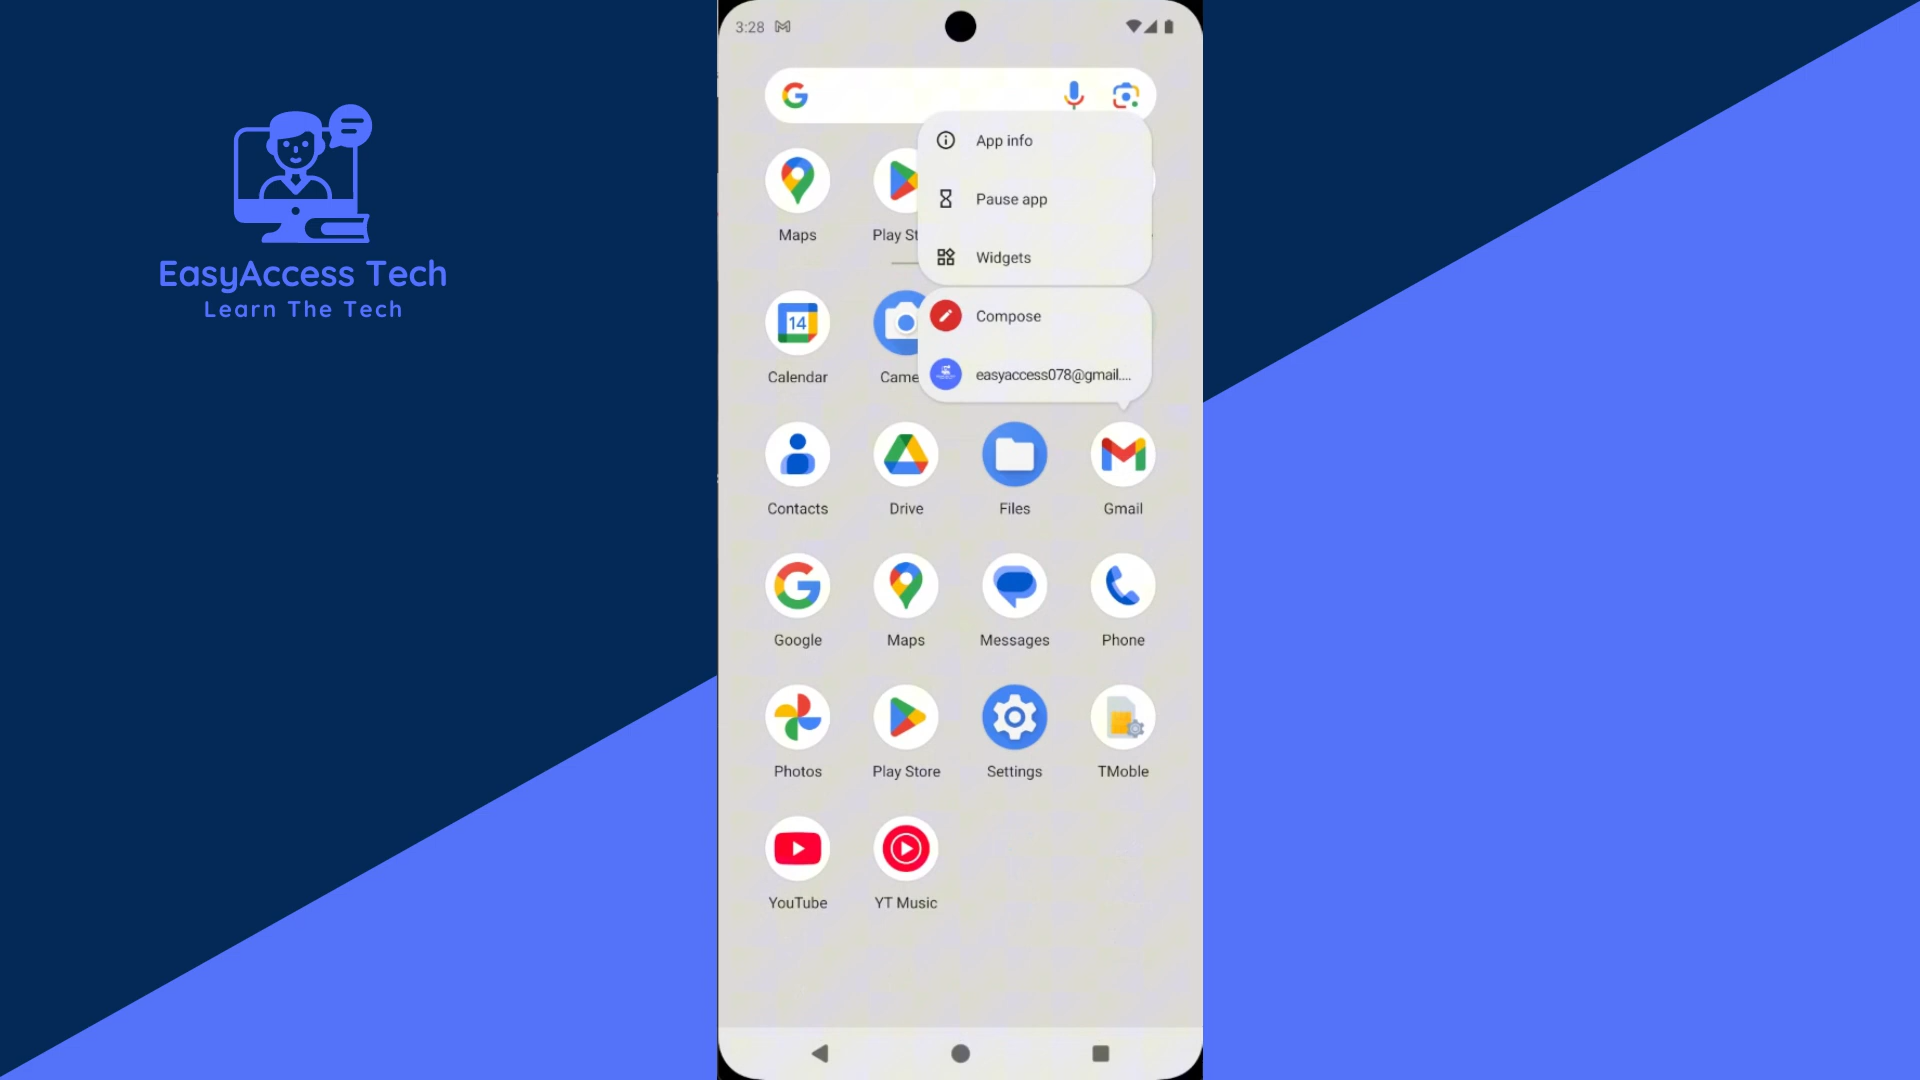 EasyAccess Tech
Learn The Tech
3:28
App info
Pause app
Widgets
Compose
easyaccess078@gmail....
Maps
Play St
14
Calendar
Came
Contacts
Drive
Files
Gmail
Google
Maps
Messages
Phone
Photos
Play Store
Settings
TMoble
YouTube
YT Music